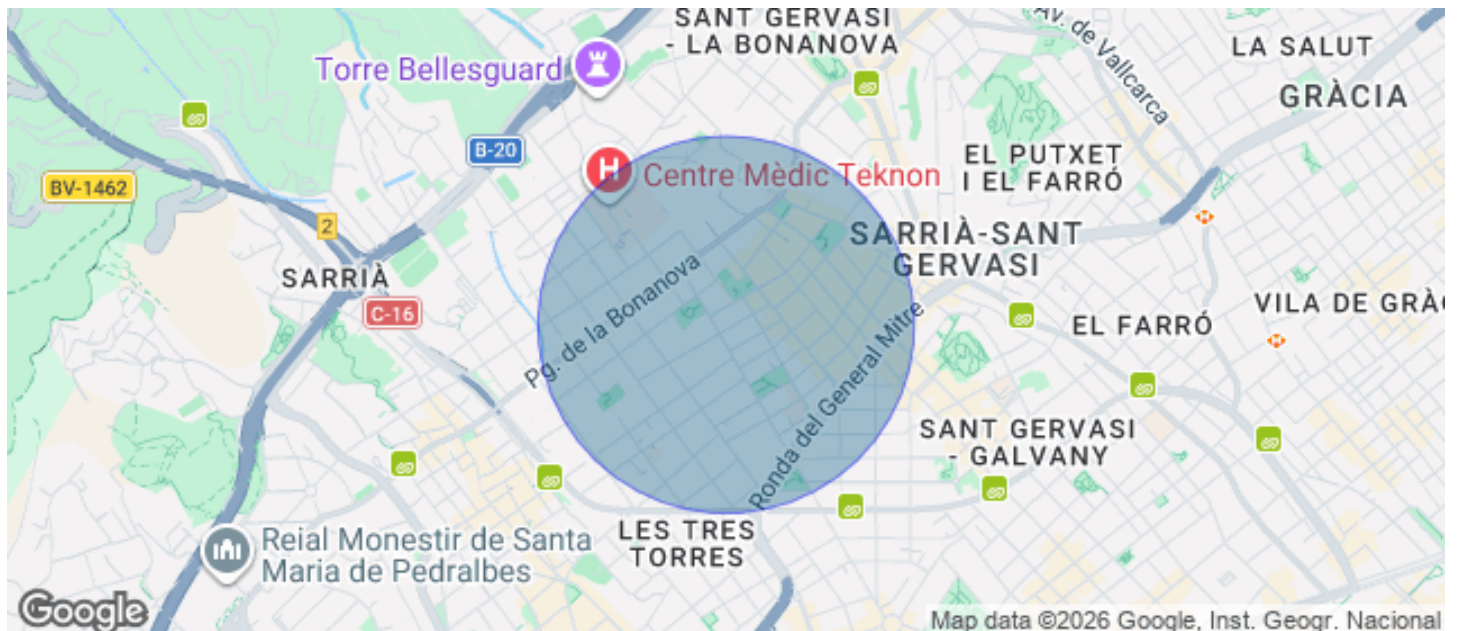 SANT GERVASI
- LA BONANOVA
Av. de Vallcarca
LA SALUT
GRÀCIA
Torre Bellesguard
B-20
H
Centre Mèdic Teknon
EL PUTXET
I EL FARRÓ
BV-1462
2
SARRIÀ
C-16
SARRIÀ-SANT
GERVASI
Pg. de la Bonanova
VILA DE GRÀ
EL FARRÓ
Ronda del General Mitre
SANT GERVASI
- GALVANY
LES TRES
TORRES
Reial Monestir de Santa
Maria de Pedralbes
Google
Map data ©2026 Google, Inst. Geogr. Nacional